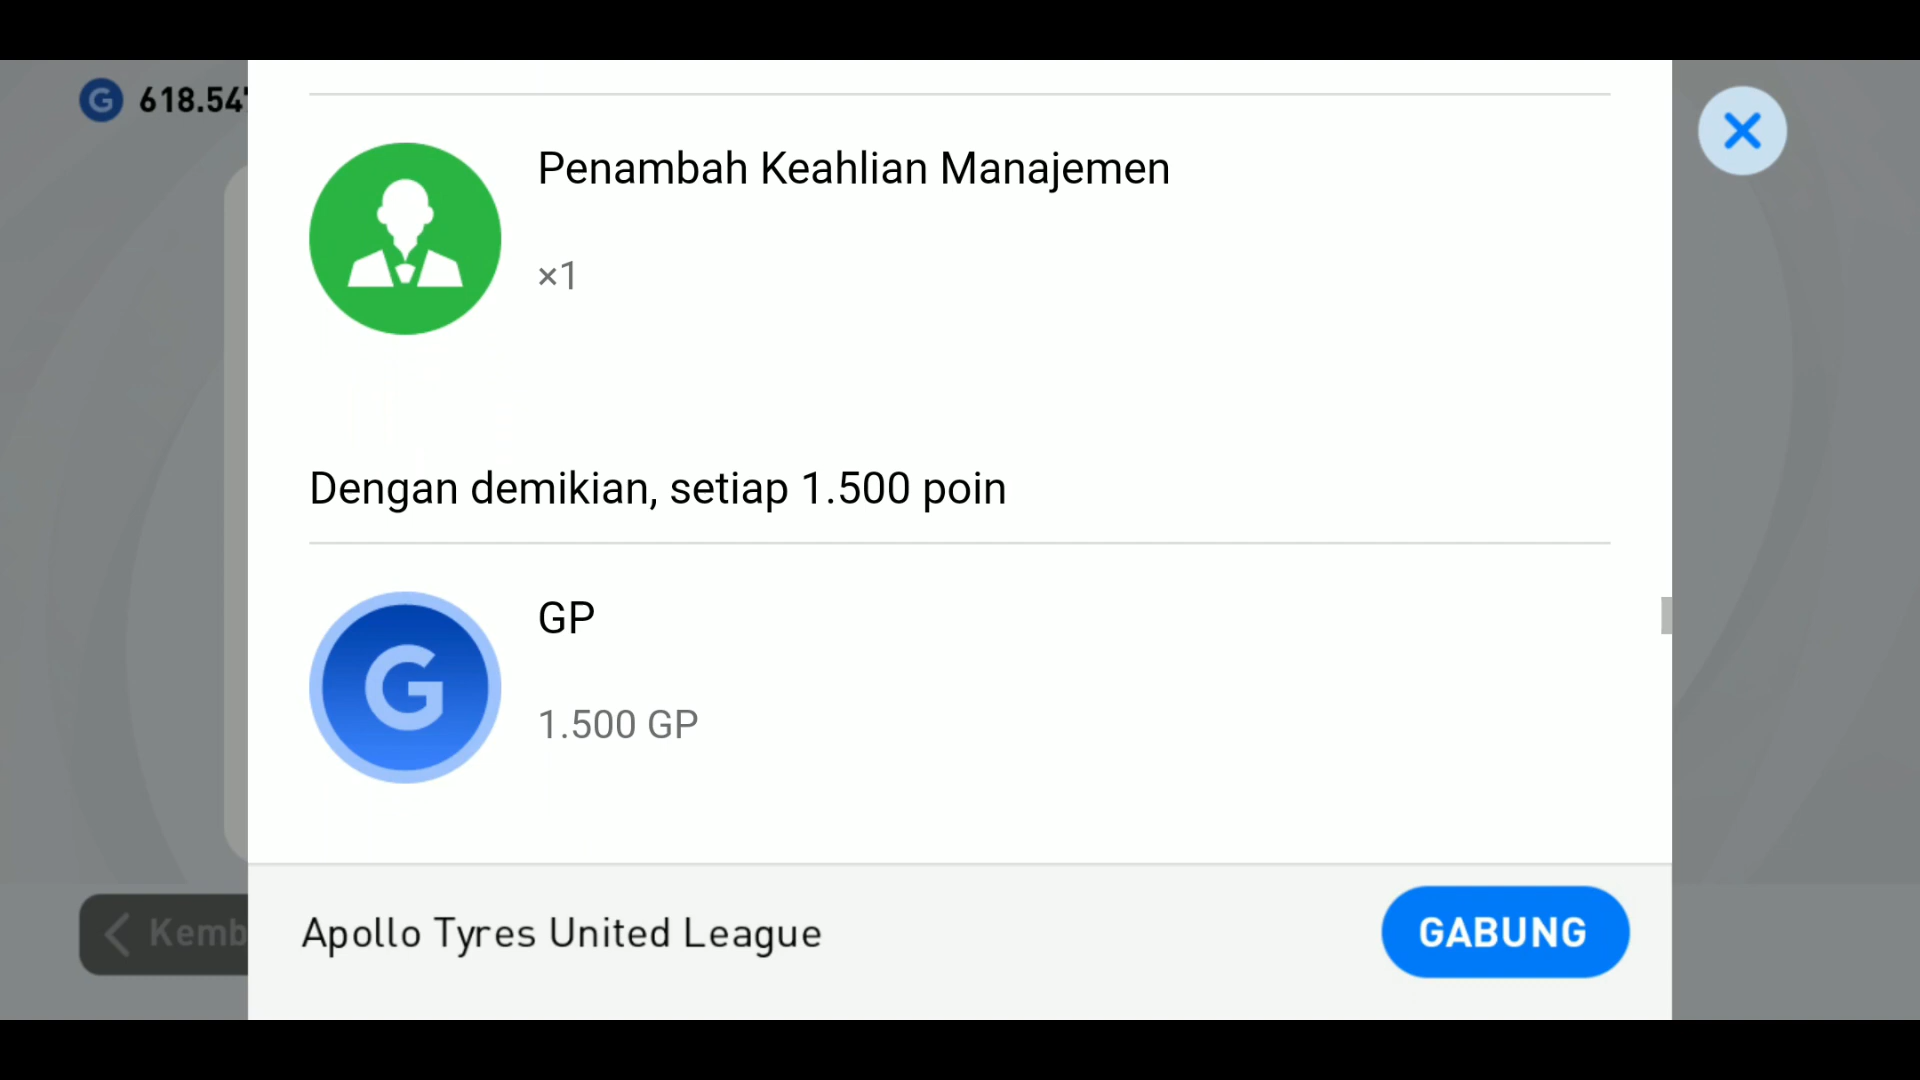 618.54
Penambah Keahlian Manajemen
×1
Dengan demikian, setiap 1.500 poin
GP
1.500 GP
Kemb
Apollo Tyres United League
GABUNG